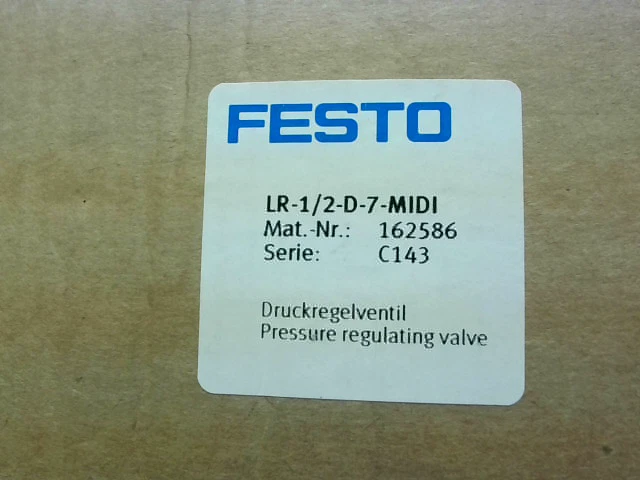 FESTO
LR-1/2-D-7-MIDI
Mat.-Nr.: 162586
Serie: C143
Druckregelventil
Pressure regulating valve